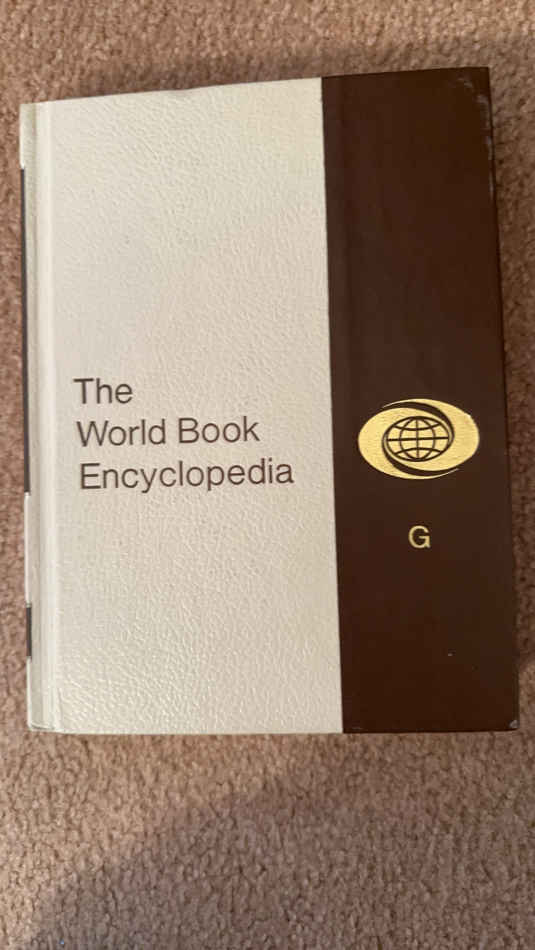 The
World Book
Encyclopedia
G